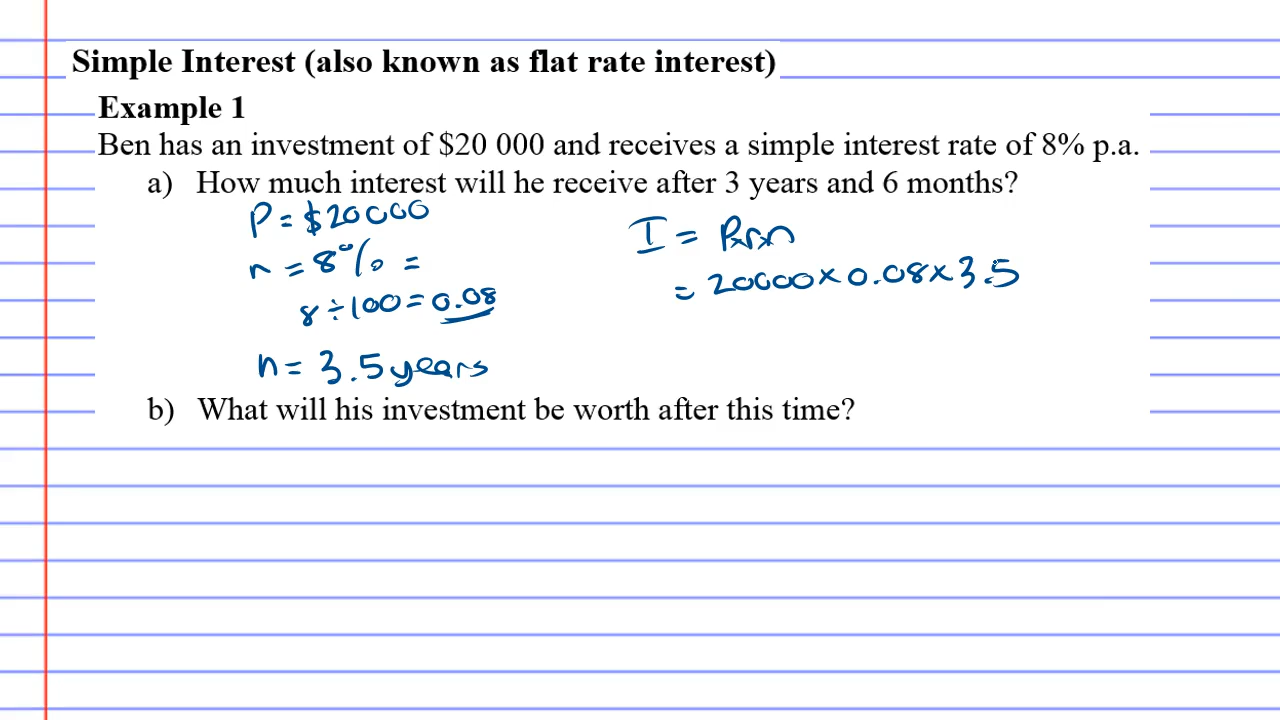 Simple Interest (also known as flat rate interest)
Example 1
Ben has an investment of $20 000 and receives a simple interest rate of 8% p.a.
a) How much interest will he receive after 3 years and 6 months?
P = $20000
r = 8% =
8 ÷ 100 = 0.08
n = 3.5 years
I = P×r×n
= 20000 × 0.08 × 3.5
b) What will his investment be worth after this time?